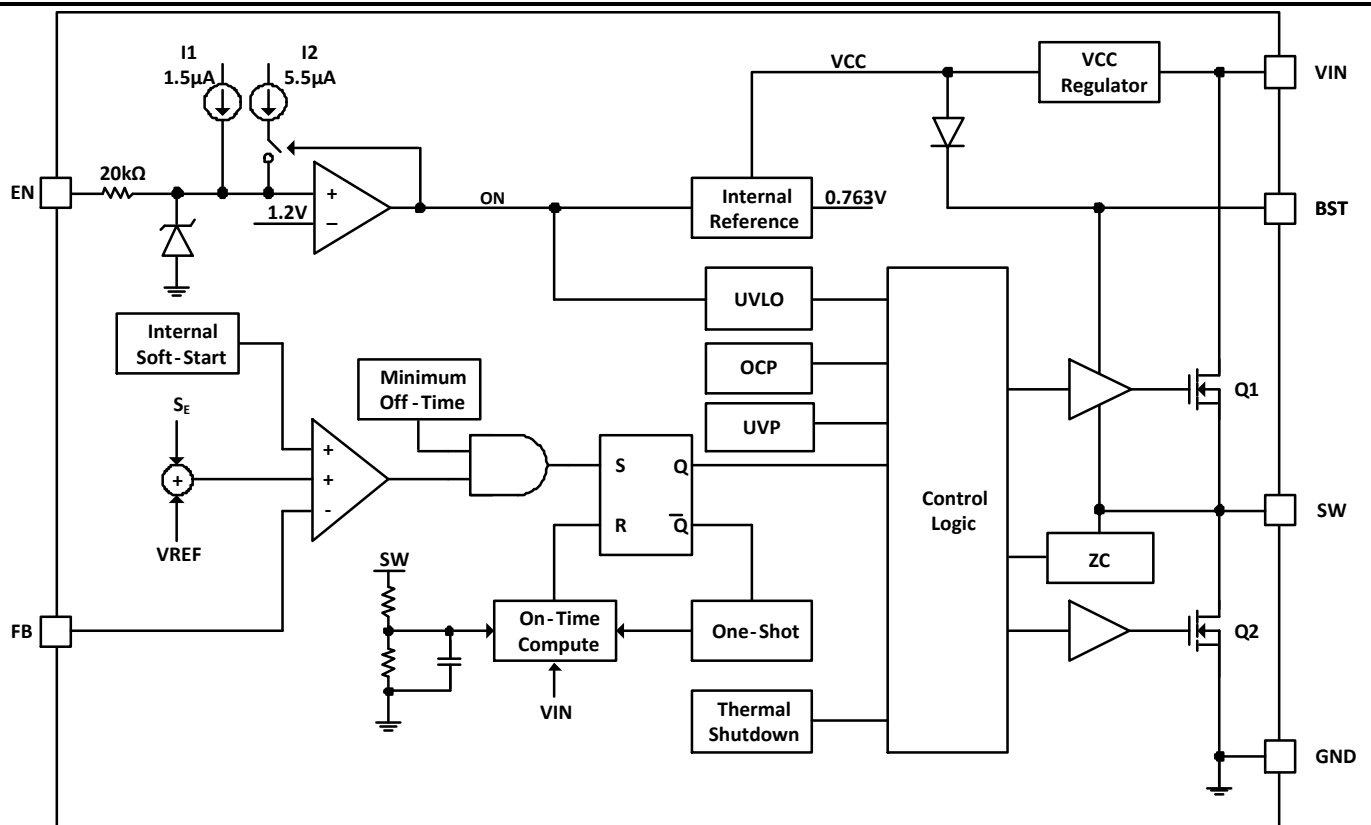 I1
1.5µA
I2
5.5µA
VCC
VCC
Regulator
VIN
EN
20kΩ
+
1.2V
−
ON
Internal
Reference
0.763V
BST
UVLO
Internal
Soft-Start
OCP
Minimum
Off-Time
UVP
Q1
SE
+
+
+
-
VREF
S
Q
R
Q̅
Control
Logic
SW
ZC
SW
FB
On-Time
Compute
One-Shot
Q2
VIN
Thermal
Shutdown
GND